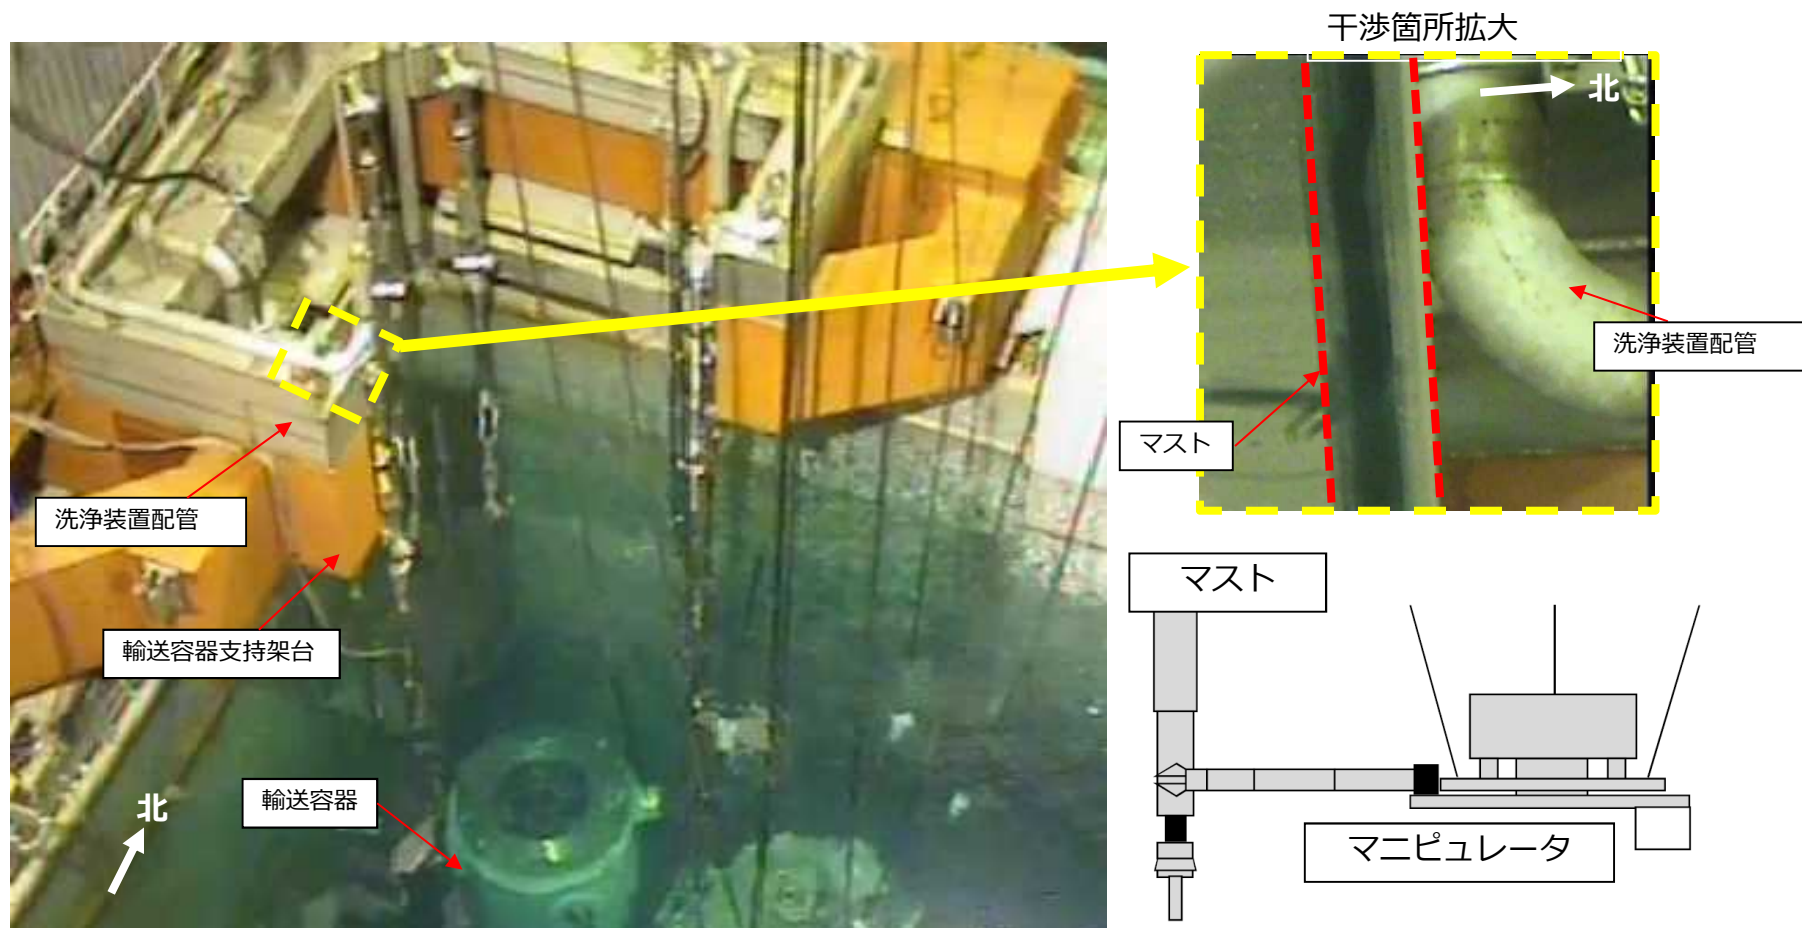 干渉箇所拡大
北
洗浄装置配管
マスト
洗浄装置配管
輸送容器支持架台
輸送容器
北
マスト
マニピュレータ